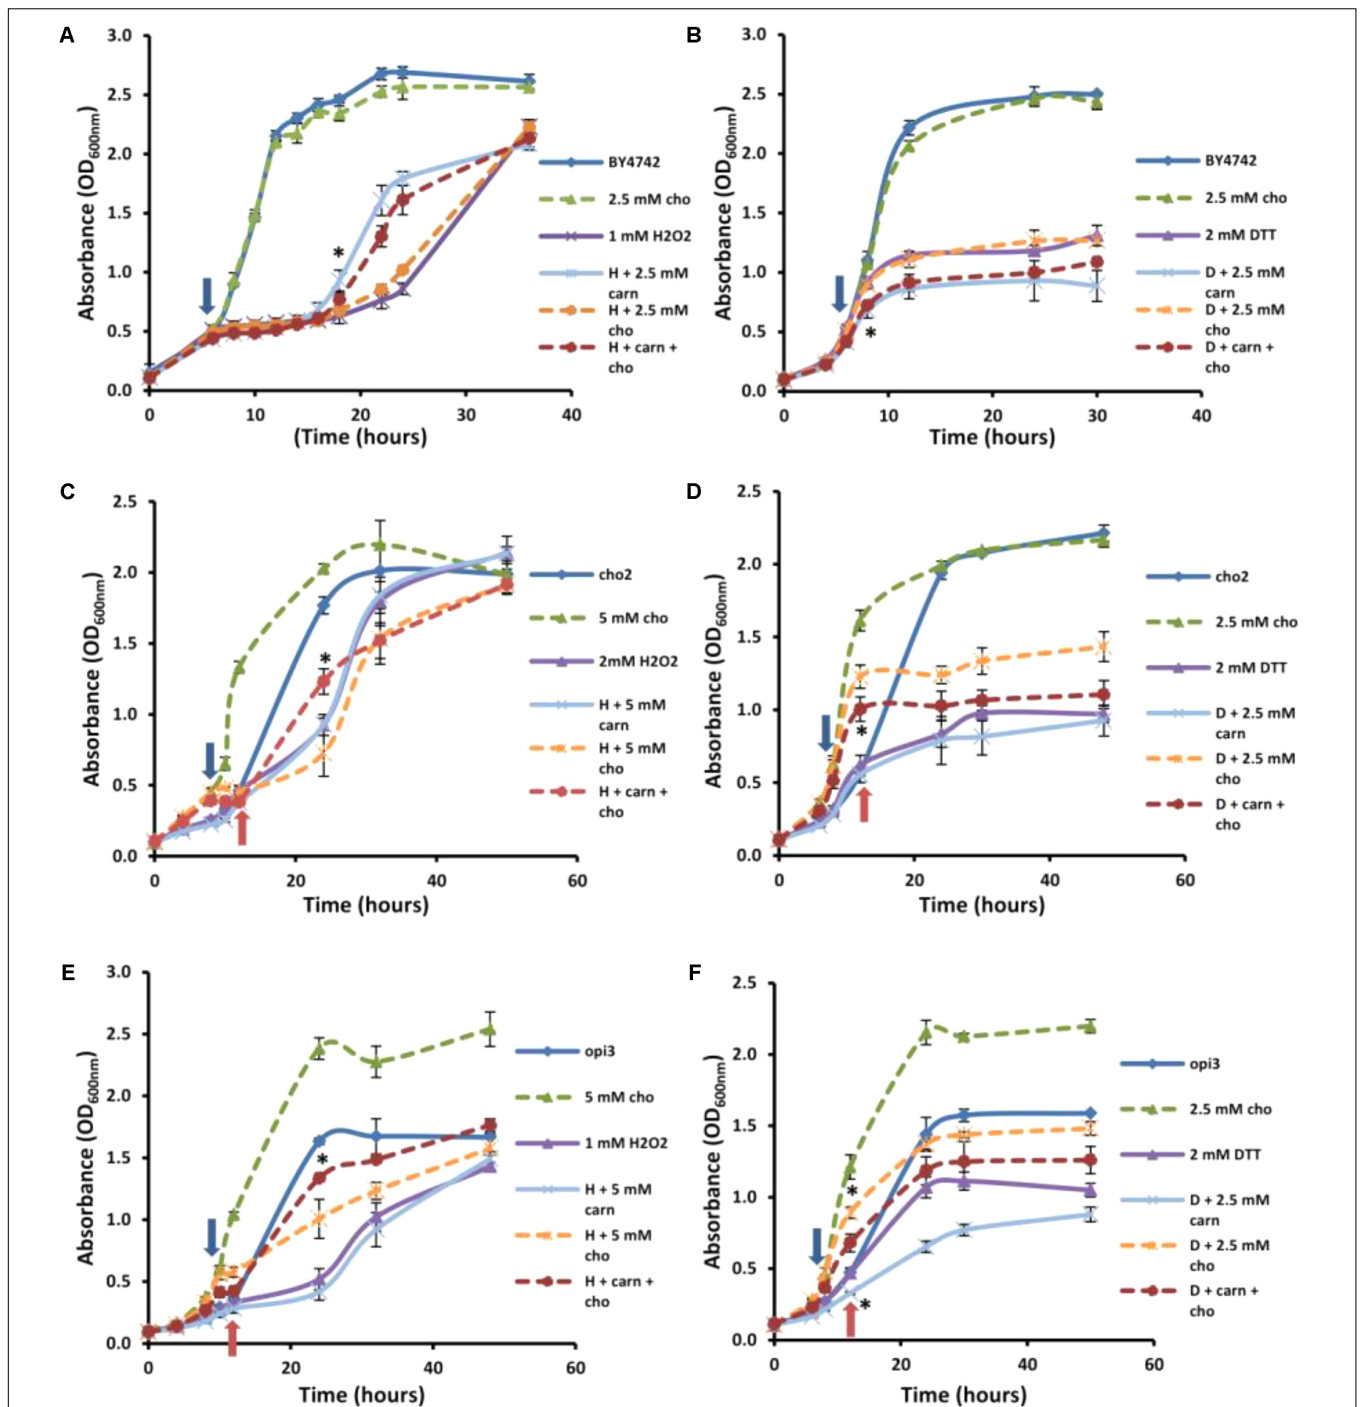 A
3.0
2.5
2.0
1.5
1.0
0.5
0.0
Absorbance (OD600nm)
0 10 20 30 40
(Time (hours)
*
BY4742
2.5 mM cho
1 mM H2O2
H + 2.5 mM
carn
H + 2.5 mM
cho
H + carn +
cho
B
3.0
2.5
2.0
1.5
1.0
0.5
0.0
Absorbance (OD600nm)
0 10 20 30 40
Time (hours)
*
BY4742
2.5 mM cho
2 mM DTT
D + 2.5 mM
carn
D + 2.5 mM
cho
D + carn +
cho
C
2.5
2.0
1.5
1.0
0.5
0.0
Absorbance (OD600nm)
0 20 40 60
Time (hours)
*
cho2
5 mM cho
2mM H2O2
H + 5 mM
carn
H + 5 mM
cho
H + carn +
cho
D
2.5
2.0
1.5
1.0
0.5
0.0
Absorbance (OD600nm)
0 20 40 60
Time (hours)
*
cho2
2.5 mM cho
2 mM DTT
D + 2.5 mM
carn
D + 2.5 mM
cho
D + carn +
cho
E
3.0
2.5
2.0
1.5
1.0
0.5
0.0
Absorbance (OD600nm)
0 20 40 60
Time (hours)
*
opi3
5 mM cho
1 mM H2O2
H + 5 mM
carn
H + 5 mM
cho
H + carn +
cho
F
2.5
2.0
1.5
1.0
0.5
0.0
Absorbance (OD600nm)
0 20 40 60
Time (hours)
*
*
opi3
2.5 mM cho
2 mM DTT
D + 2.5 mM
carn
D + 2.5 mM
cho
D + carn +
cho